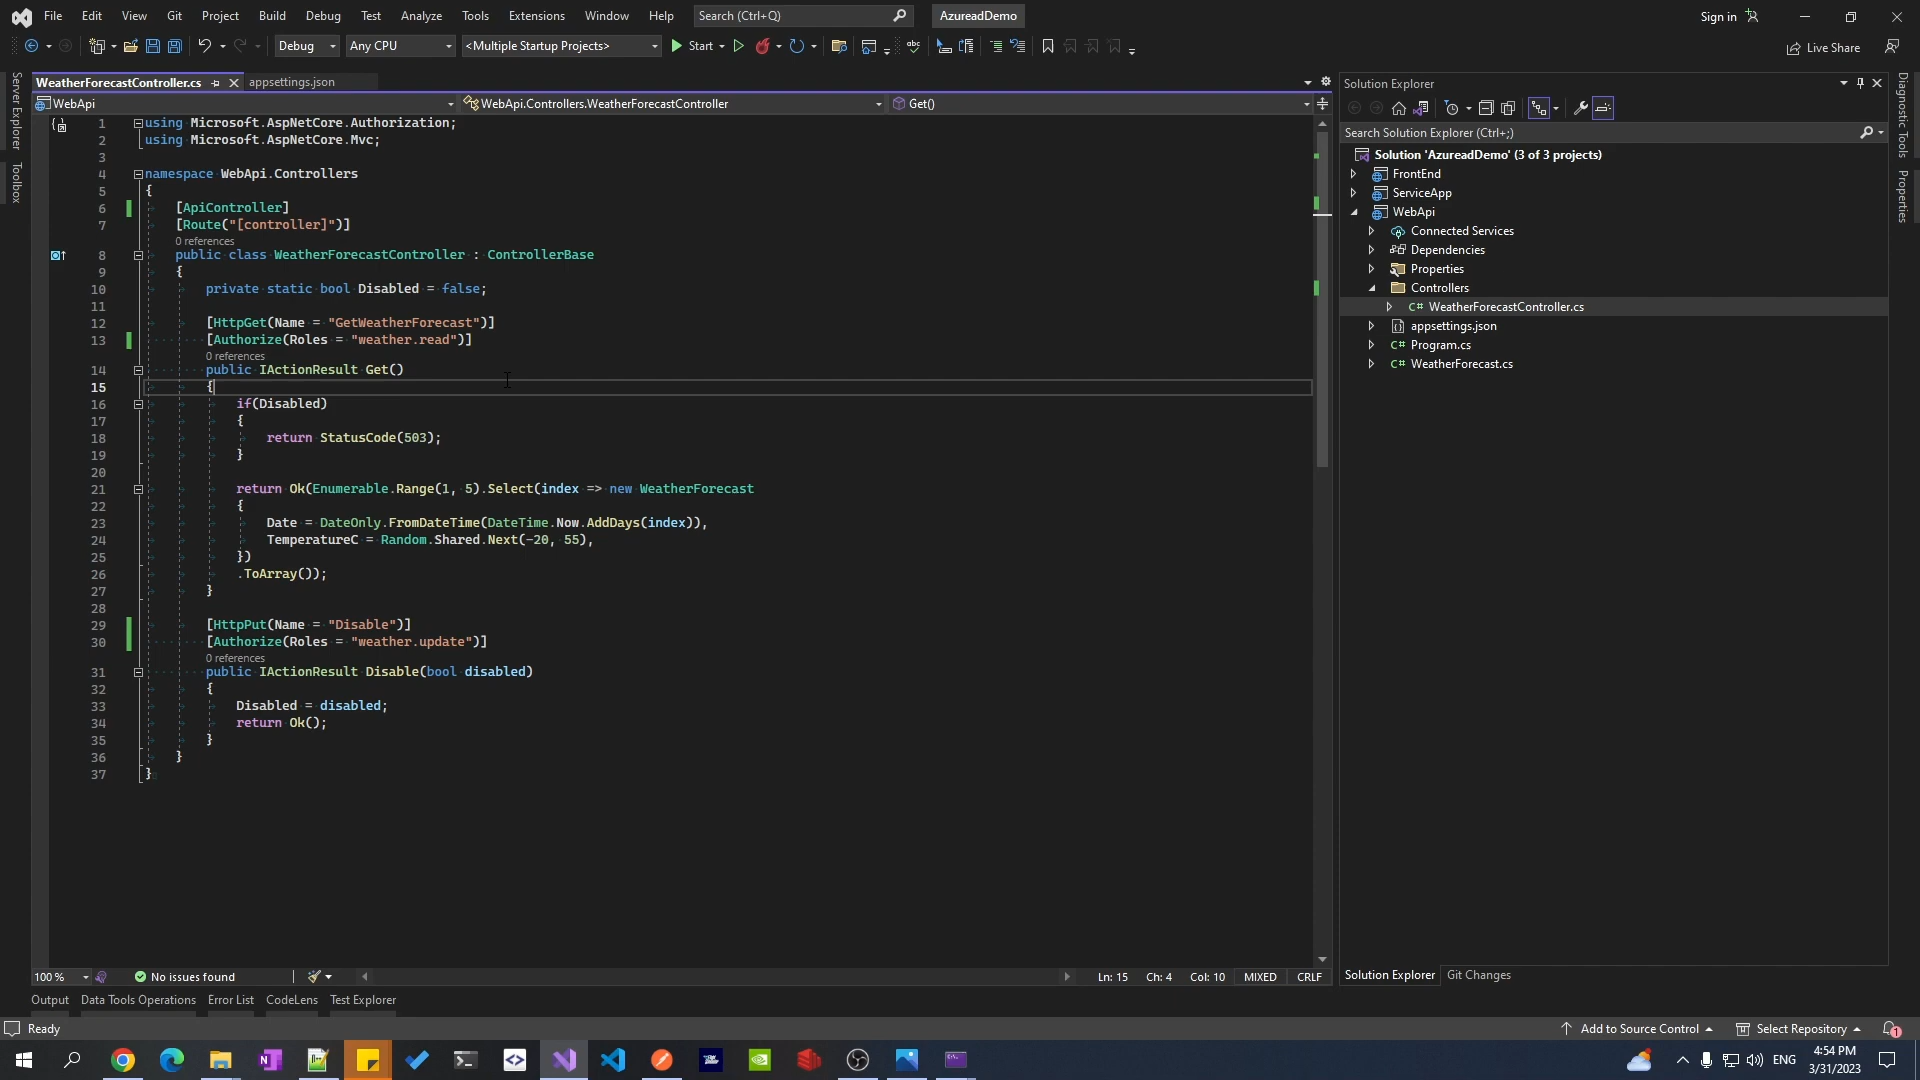 File Edit View Git Project Build Debug Test Analyze Tools Extensions Window Help Search (Ctrl+Q) AzureadDemo Sign in
Debug Any CPU <Multiple Startup Projects> Start Live Share
Server Explorer
Toolbox
WeatherForecastController.cs appsettings.json
WebApi WebApi.Controllers.WeatherForecastController Get()
1 using Microsoft.AspNetCore.Authorization;
2 using Microsoft.AspNetCore.Mvc;
3
4 namespace WebApi.Controllers
5 {
6 [ApiController]
7 [Route("[controller]")]
0 references
8 public class WeatherForecastController : ControllerBase
9 {
10 private static bool Disabled = false;
11
12 [HttpGet(Name = "GetWeatherForecast")]
13 [Authorize(Roles = "weather.read")]
0 references
14 public IActionResult Get()
15 {
16 if(Disabled)
17 {
18 return StatusCode(503);
19 }
20
21 return Ok(Enumerable.Range(1, 5).Select(index => new WeatherForecast
22 {
23 Date = DateOnly.FromDateTime(DateTime.Now.AddDays(index)),
24 TemperatureC = Random.Shared.Next(-20, 55),
25 })
26 .ToArray());
27 }
28
29 [HttpPut(Name = "Disable")]
30 [Authorize(Roles = "weather.update")]
0 references
31 public IActionResult Disable(bool disabled)
32 {
33 Disabled = disabled;
34 return Ok();
35 }
36 }
37 }
100 % No issues found Ln: 15 Ch: 4 Col: 10 MIXED CRLF
Output Data Tools Operations Error List CodeLens Test Explorer
Solution Explorer
Search Solution Explorer (Ctrl+;)
Solution 'AzureadDemo' (3 of 3 projects)
FrontEnd
ServiceApp
WebApi
Connected Services
Dependencies
Properties
Controllers
C# WeatherForecastController.cs
appsettings.json
C# Program.cs
C# WeatherForecast.cs
Solution Explorer Git Changes
Diagnostic Tools
Properties
Ready Add to Source Control Select Repository 1
ENG 4:54 PM
3/31/2023